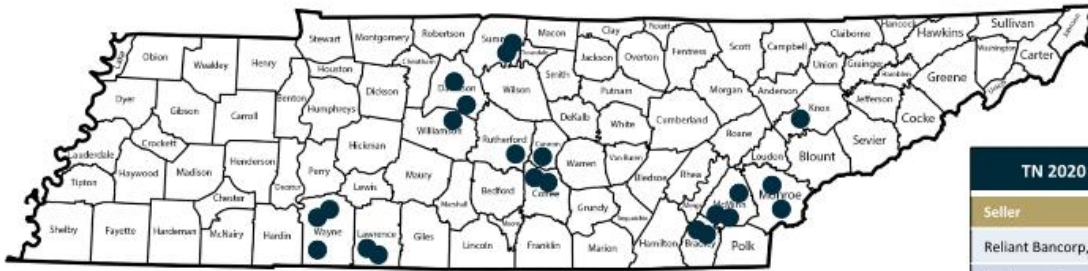 Stewart Montgomery Robertson Sumner Macon Clay Pickett Hancock Hawkins Sullivan Johnson
Lake Obion Weakley Henry Houston Cheatham Trousdale Jackson Overton Fentress Scott Campbell Claiborne Union Grainger Hamblen Washington Carter
Dyer Gibson Carroll Benton Humphreys Dickson Davidson Wilson Smith Putnam Morgan Anderson Knox Jefferson Greene Unicoi
Lauderdale Crockett Hickman Williamson Rutherford Cannon DeKalb White Cumberland Roane Loudon Blount Sevier Cocke
Tipton Haywood Madison Henderson Chester Decatur Perry Lewis Maury Marshall Bedford Coffee Warren Van Buren Bledsoe Rhea Meigs McMinn Monroe
Shelby Fayette Hardeman McNairy Hardin Wayne Lawrence Giles Lincoln Moore Franklin Grundy Marion Sequatchie Hamilton Bradley Polk
TN 2020
Seller
Reliant Bancorp,